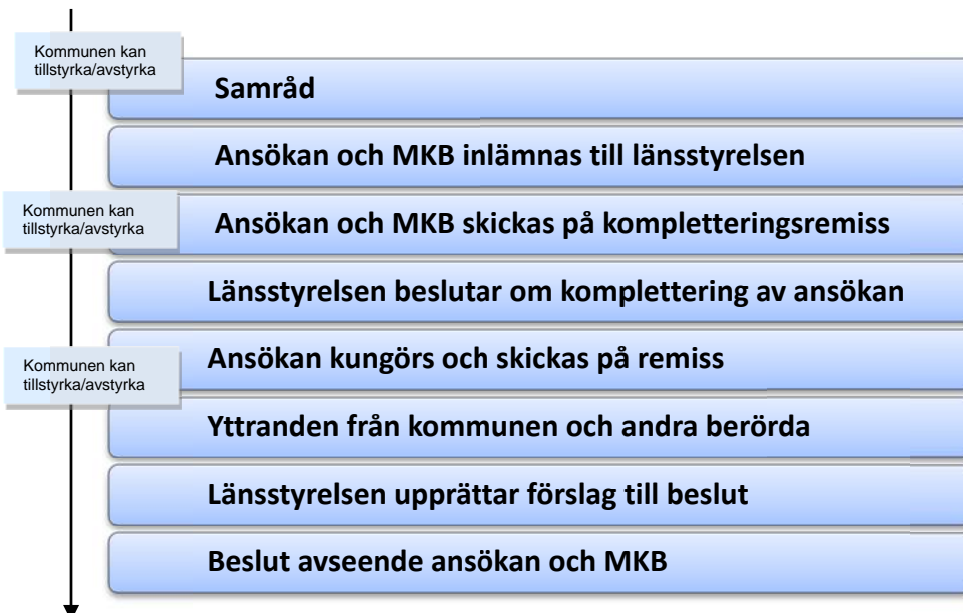 Kommunen kan
tillstyrka/avstyrka
Samråd
Ansökan och MKB inlämnas till länsstyrelsen
Kommunen kan
tillstyrka/avstyrka
Ansökan och MKB skickas på kompletteringsremiss
Länsstyrelsen beslutar om komplettering av ansökan
Kommunen kan
tillstyrka/avstyrka
Ansökan kungörs och skickas på remiss
Yttranden från kommunen och andra berörda
Länsstyrelsen upprättar förslag till beslut
Beslut avseende ansökan och MKB